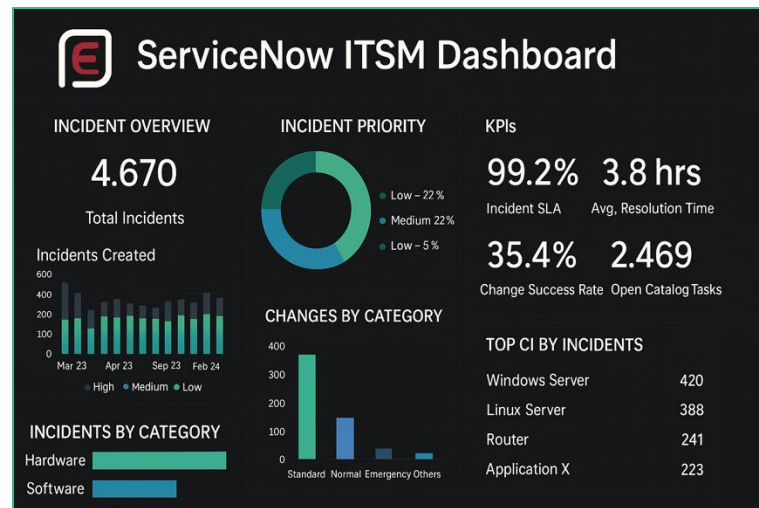 E
ServiceNow ITSM Dashboard
INCIDENT OVERVIEW
4.670
Total Incidents
Incidents Created
600
400
200
100
0
Mar 23 Apr 23 Sep 23 Feb 24
High Medium Low
INCIDENTS BY CATEGORY
Hardware
Software
INCIDENT PRIORITY
Low – 22 %
Medium 22%
Low – 5 %
CHANGES BY CATEGORY
400
300
200
100
0
Standard Normal Emergency Others
KPIs
99.2% 3.8 hrs
Incident SLA Avg, Resolution Time
35.4% 2.469
Change Success Rate Open Catalog Tasks
TOP CI BY INCIDENTS
Windows Server 420
Linux Server 388
Router 241
Application X 223